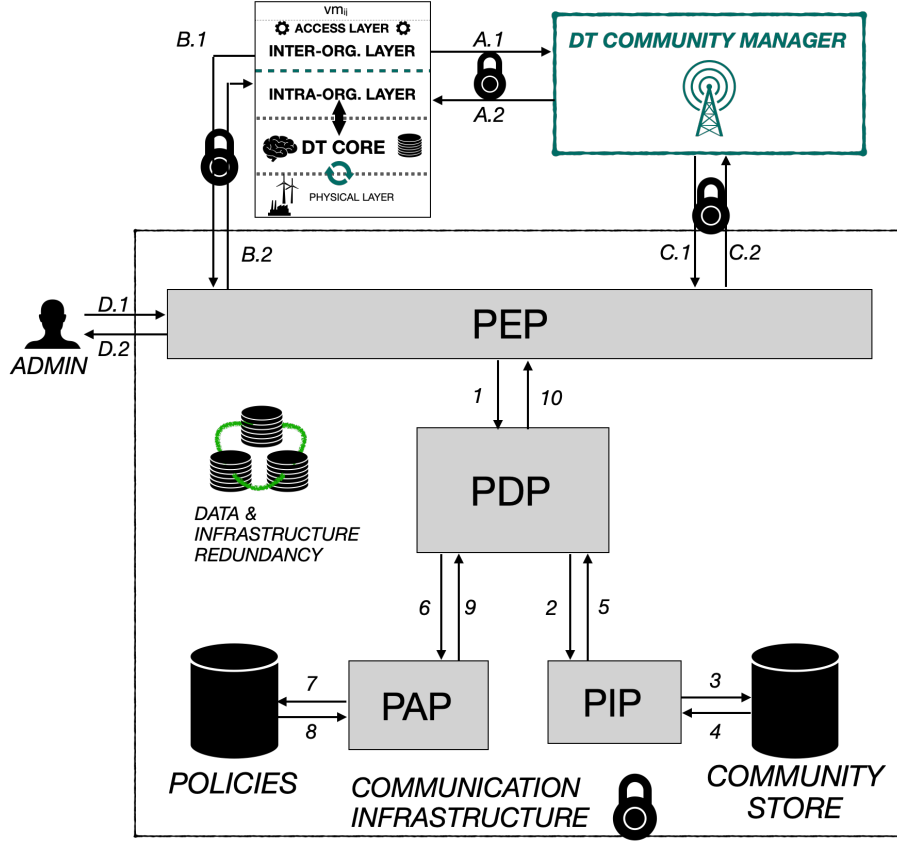 vmij
ACCESS LAYER
INTER-ORG. LAYER
INTRA-ORG. LAYER
DT CORE
PHYSICAL LAYER
B.1
A.1
A.2
DT COMMUNITY MANAGER
B.2
C.1
C.2
D.1
D.2
ADMIN
PEP
1
10
PDP
DATA &
INFRASTRUCTURE
REDUNDANCY
6
9
2
5
7
8
PAP
PIP
3
4
POLICIES
COMMUNICATION
INFRASTRUCTURE
COMMUNITY
STORE